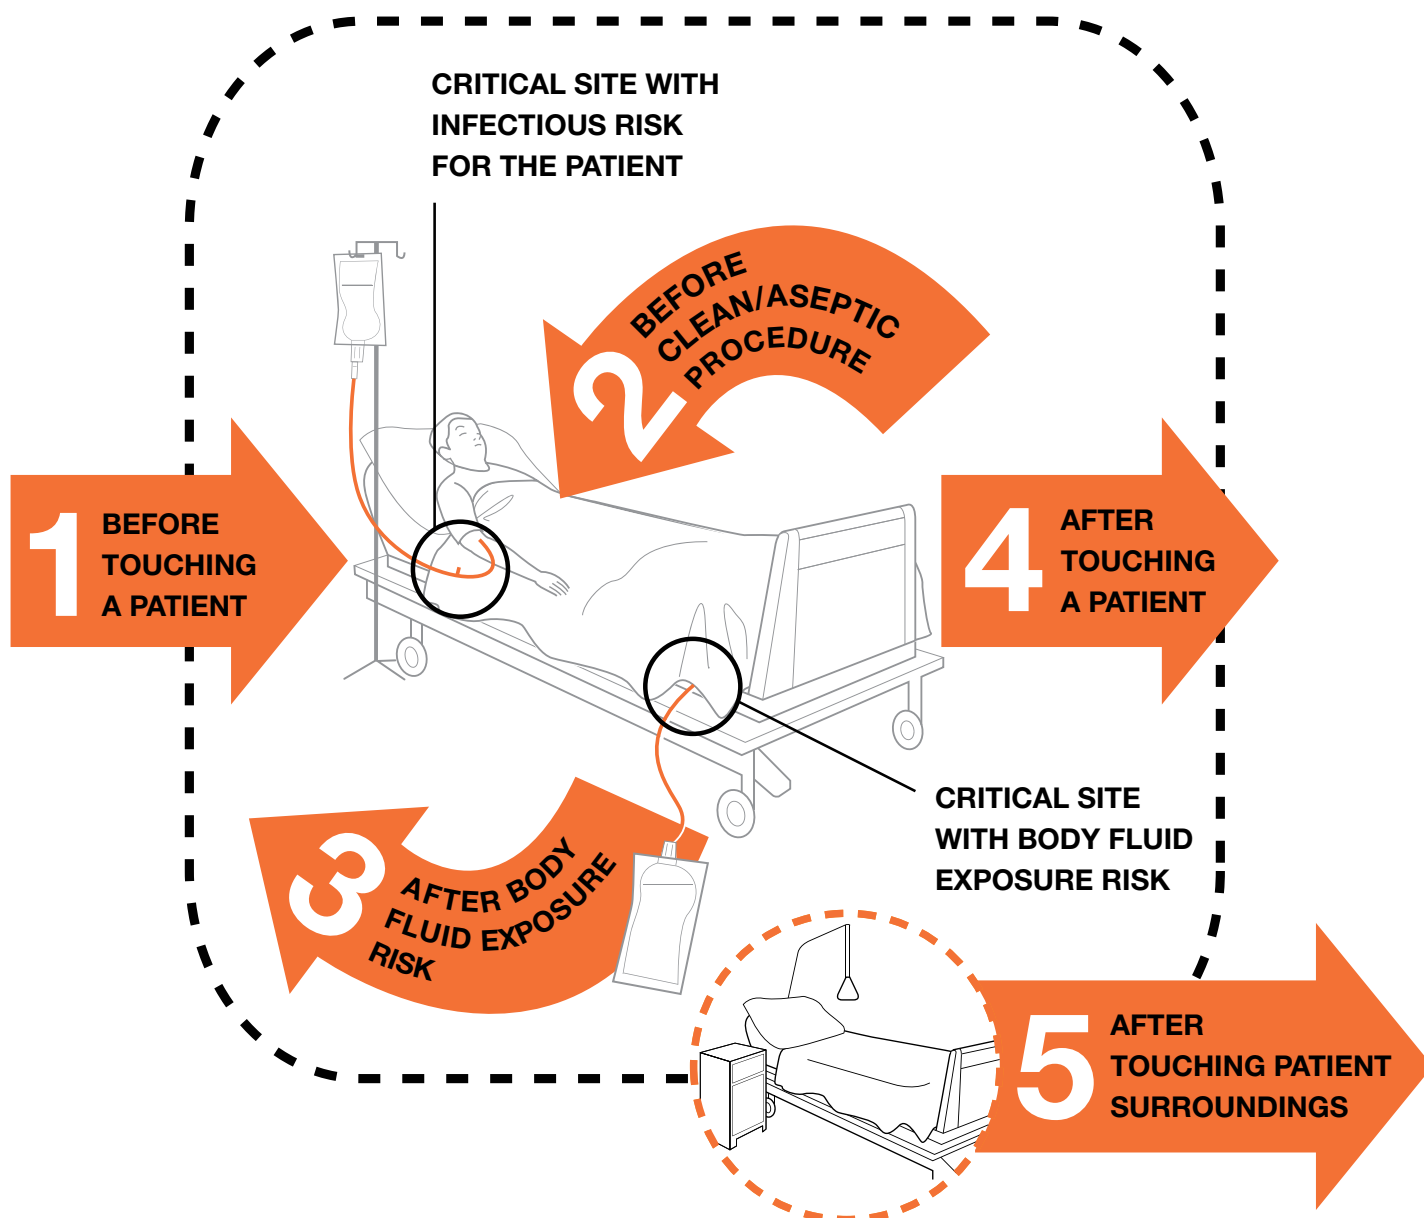 CRITICAL SITE WITH
INFECTIOUS RISK
FOR THE PATIENT
1
BEFORE
TOUCHING
A PATIENT
2
BEFORE
CLEAN/ASEPTIC
PROCEDURE
3
AFTER BODY
FLUID EXPOSURE
RISK
4
AFTER
TOUCHING
A PATIENT
CRITICAL SITE
WITH BODY FLUID
EXPOSURE RISK
5
AFTER
TOUCHING PATIENT
SURROUNDINGS